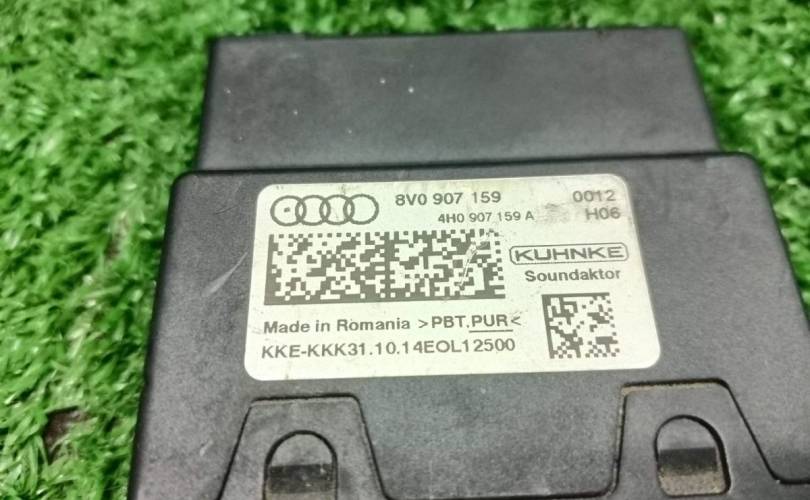 8V0 907 159 0012
4H0 907 159 A H06
KUHNKE
Soundaktor
Made in Romania >PBT,PUR<
KKE-KKK31.10.14EOL12500